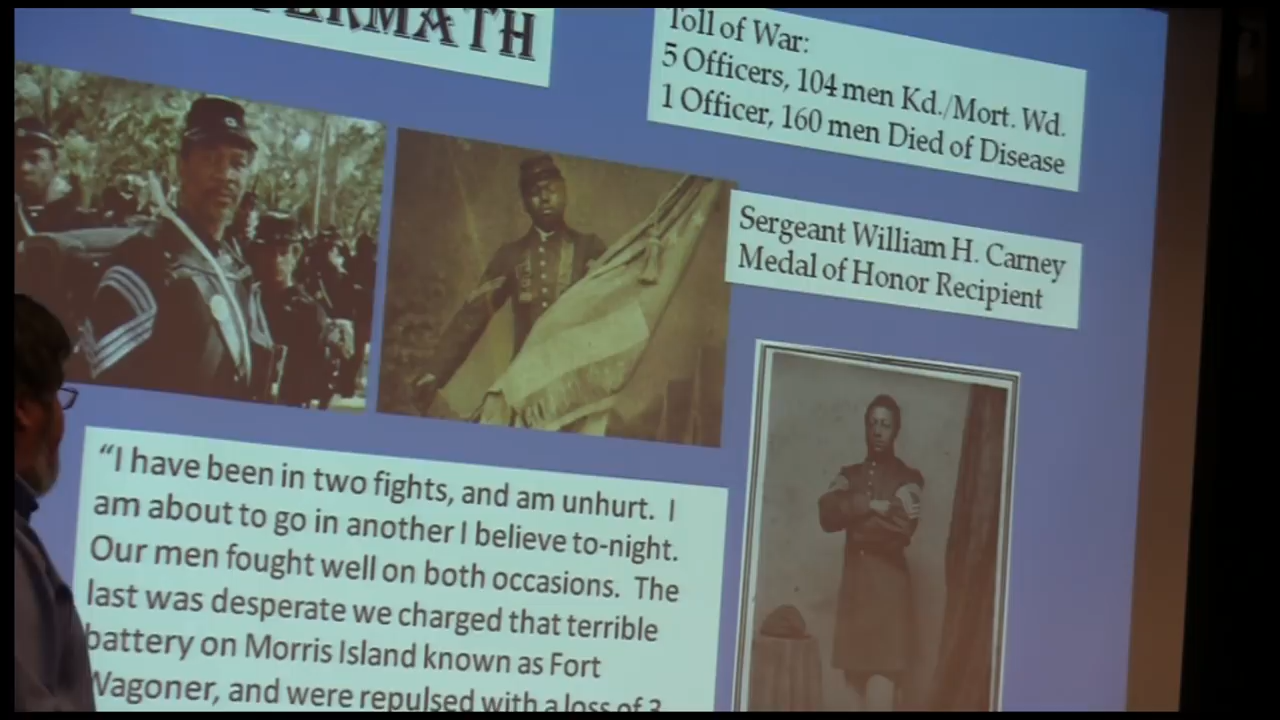 ERMATH
Toll of War:
5 Officers, 104 men Kd./Mort. Wd.
1 Officer, 160 men Died of Disease
Sergeant William H. Carney
Medal of Honor Recipient
“I have been in two fights, and am unhurt. I
am about to go in another I believe to-night.
Our men fought well on both occasions. The
last was desperate we charged that terrible
battery on Morris Island known as Fort
Wagoner, and were repulsed with a loss of 3